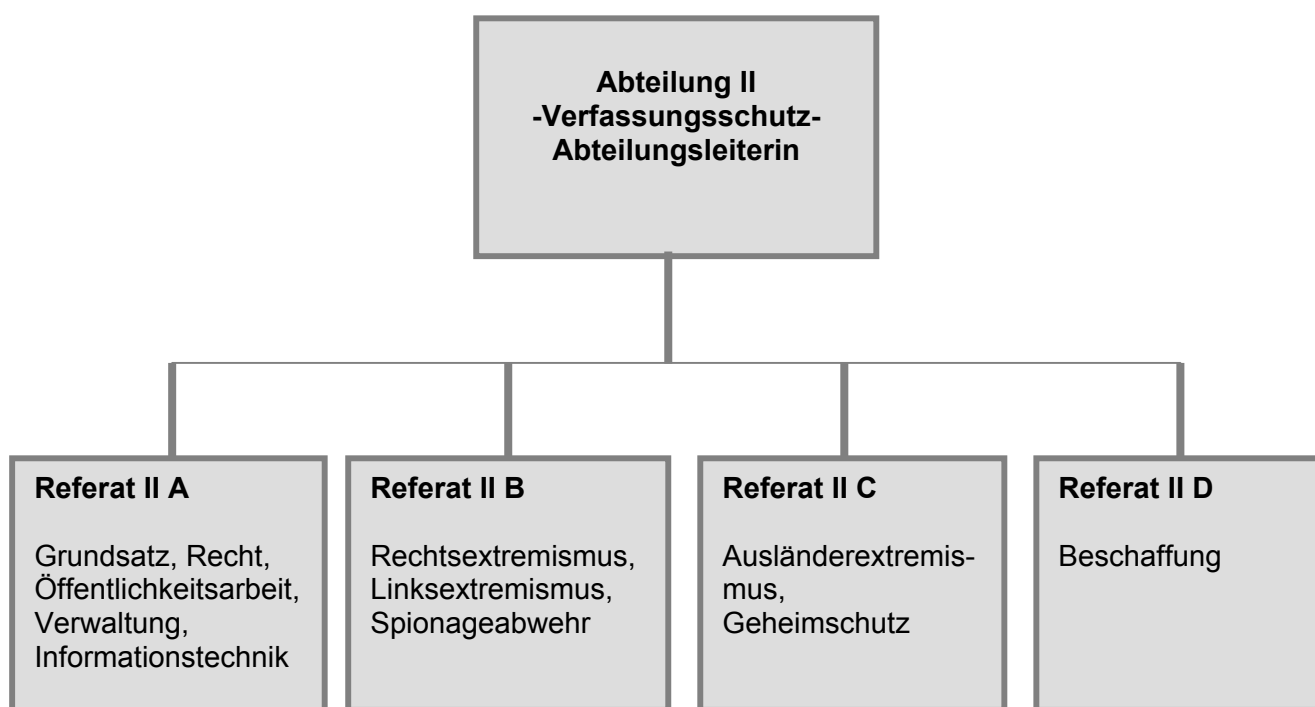 Abteilung II
-Verfassungsschutz-
Abteilungsleiterin
Referat II A
Grundsatz, Recht,
Öffentlichkeitsarbeit,
Verwaltung,
Informationstechnik
Referat II B
Rechtsextremismus,
Linksextremismus,
Spionageabwehr
Referat II C
Ausländerextremis-
mus,
Geheimschutz
Referat II D
Beschaffung